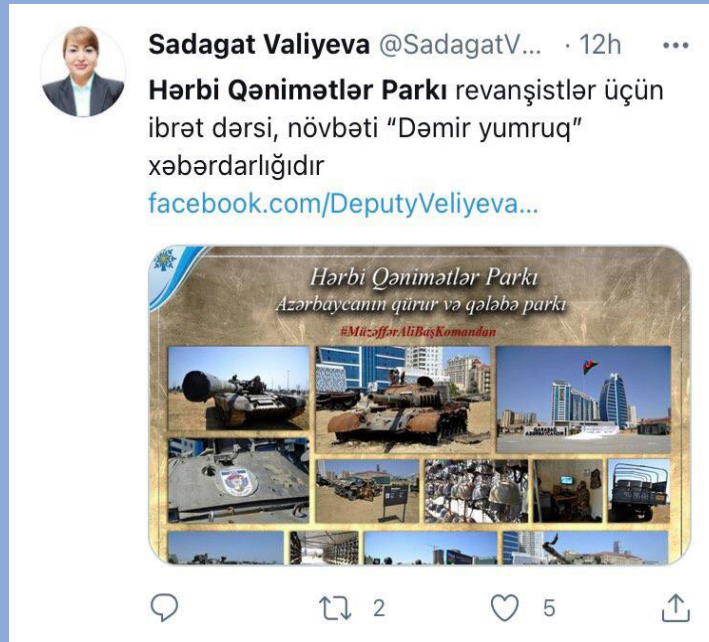 Sadagat Valiyeva @SadagatV... · 12h
Hərbi Qənimətlər Parkı revanşistlər üçün
ibrət dərsi, növbəti “Dəmir yumruq”
xəbərdarlığıdır
facebook.com/DeputyVeliyeva...
Hərbi Qənimətlər Parkı
Azərbaycanın qürur və qələbə parkı
#MüzəffərAliBaşKomandan
2
5